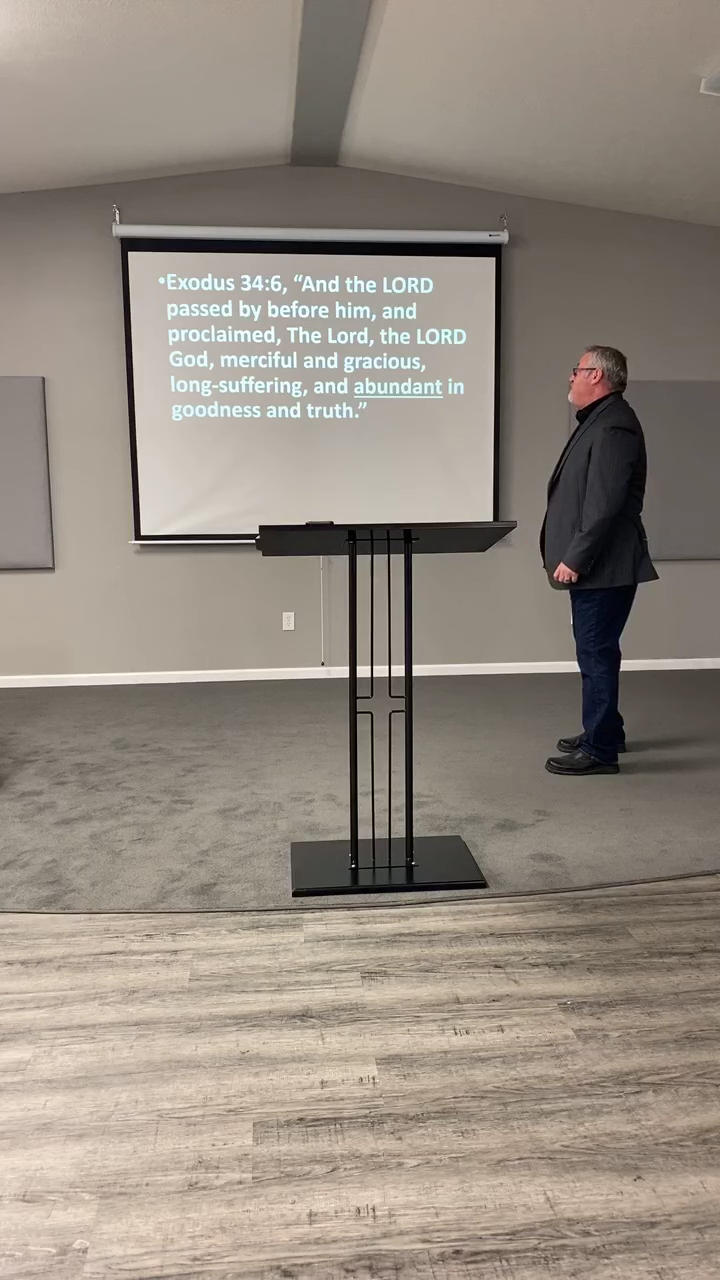 •Exodus 34:6, “And the LORD
passed by before him, and
proclaimed, The Lord, the LORD
God, merciful and gracious,
long-suffering, and abundant in
goodness and truth.”